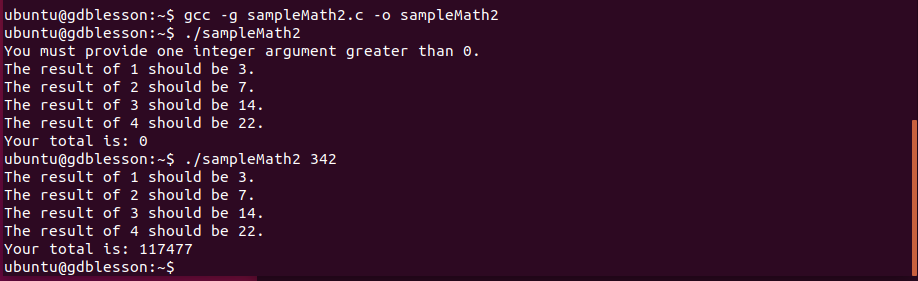 ubuntu@gdblesson:~$ gcc -g sampleMath2.c -o sampleMath2
ubuntu@gdblesson:~$ ./sampleMath2
You must provide one integer argument greater than 0.
The result of 1 should be 3.
The result of 2 should be 7.
The result of 3 should be 14.
The result of 4 should be 22.
Your total is: 0
ubuntu@gdblesson:~$ ./sampleMath2 342
The result of 1 should be 3.
The result of 2 should be 7.
The result of 3 should be 14.
The result of 4 should be 22.
Your total is: 117477
ubuntu@gdblesson:~$